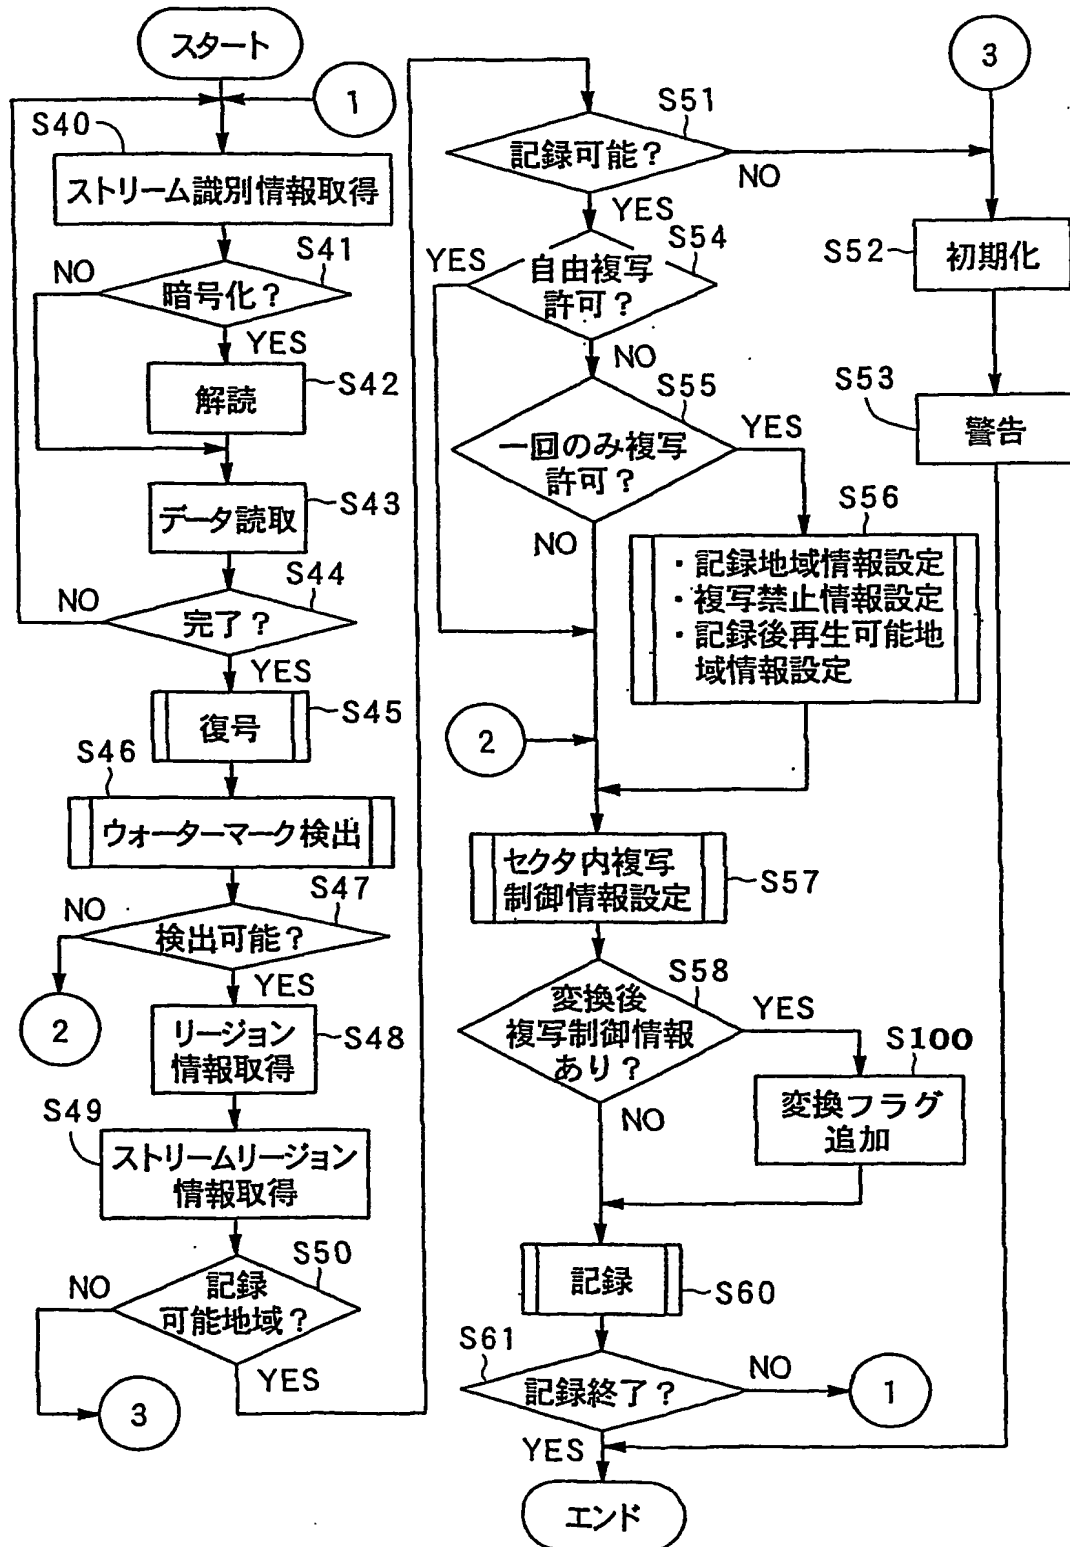 スタート
1
S40
ストリーム識別情報取得
S41
NO
暗号化？
YES
解読
S42
データ読取
S43
S44
NO
完了？
YES
復号
S45
S46
ウォーターマーク検出
S47
NO
検出可能？
YES
2
リージョン
情報取得
S48
S49
ストリームリージョン
情報取得
S50
NO
記録
可能地域？
YES
3
S51
記録可能？
NO
YES
S54
YES
自由複写
許可？
NO
S55
一回のみ複写
許可？
YES
NO
S56
・記録地域情報設定
・複写禁止情報設定
・記録後再生可能地
域情報設定
2
セクタ内複写
制御情報設定
S57
S58
変換後
複写制御情報
あり？
YES
NO
S100
変換フラグ
追加
記録
S60
S61
記録終了？
NO
1
YES
エンド
3
S52
初期化
S53
警告